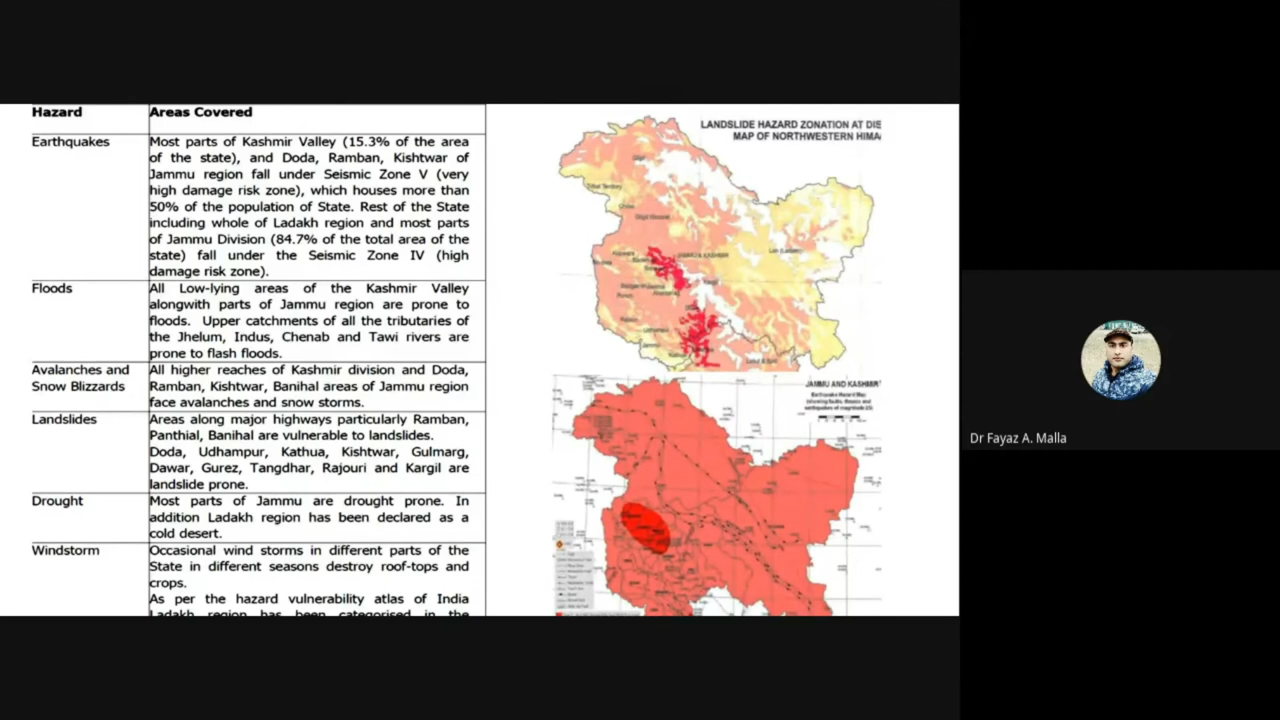 Hazard
Areas Covered
Earthquakes
Most parts of Kashmir Valley (15.3% of the area
of the state), and Doda, Ramban, Kishtwar of
Jammu region fall under Seismic Zone V (very
high damage risk zone), which houses more than
50% of the population of State. Rest of the State
including whole of Ladakh region and most parts
of Jammu Division (84.7% of the total area of the
state) fall under the Seismic Zone IV (high
damage risk zone).
Floods
All Low-lying areas of the Kashmir Valley
alongwith parts of Jammu region are prone to
floods. Upper catchments of all the tributaries of
the Jhelum, Indus, Chenab and Tawi rivers are
prone to flash floods.
Avalanches and
Snow Blizzards
All higher reaches of Kashmir division and Doda,
Ramban, Kishtwar, Banihal areas of Jammu region
face avalanches and snow storms.
Landslides
Areas along major highways particularly Ramban,
Panthial, Banihal are vulnerable to landslides.
Doda, Udhampur, Kathua, Kishtwar, Gulmarg,
Dawar, Gurez, Tangdhar, Rajouri and Kargil are
landslide prone.
Drought
Most parts of Jammu are drought prone. In
addition Ladakh region has been declared as a
cold desert.
Windstorm
Occasional wind storms in different parts of the
State in different seasons destroy roof-tops and
crops.
As per the hazard vulnerability atlas of India
Ladakh region has been categorised in the
LANDSLIDE HAZARD ZONATION AT DIS
MAP OF NORTHWESTERN HIMA
JAMMU AND KASHMIR
Earthquake Hazard Map
Dr Fayaz A. Malla